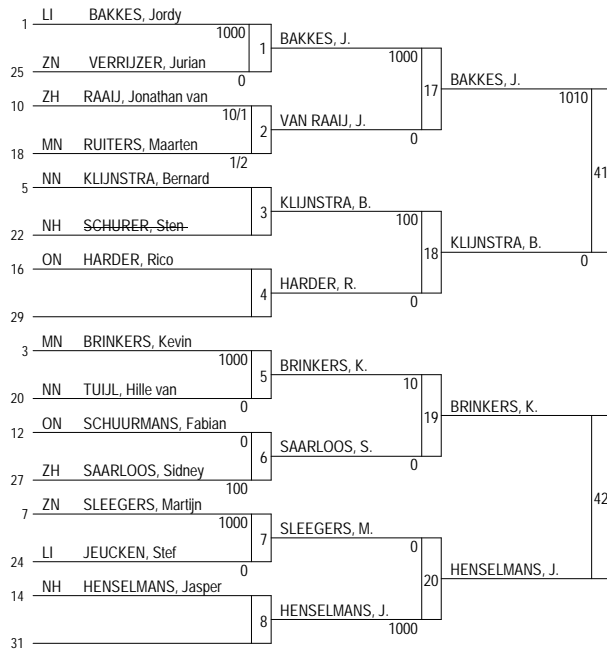 1 LI BAKKES, Jordy
1000 1 BAKKES, J.
25 ZN VERRIJZER, Jurian 1000
0 17 BAKKES, J.
10 ZH RAAIJ, Jonathan van 1010
10/1 2 VAN RAAIJ, J.
18 MN RUITERS, Maarten 0
1/2
5 NN KLIJNSTRA, Bernard 41
3 KLIJNSTRA, B.
22 NH SCHURER, Sten 100
18 KLIJNSTRA, B.
16 ON HARDER, Rico 0
4 HARDER, R.
29 0
3 MN BRINKERS, Kevin
1000 5 BRINKERS, K.
20 NN TUIJL, Hille van 10
0 19 BRINKERS, K.
12 ON SCHUURMANS, Fabian
0 6 SAARLOOS, S.
27 ZH SAARLOOS, Sidney 0
100
7 ZN SLEEGERS, Martijn 42
1000 7 SLEEGERS, M.
24 LI JEUCKEN, Stef 0
0 20 HENSELMANS, J.
14 NH HENSELMANS, Jasper
8 HENSELMANS, J.
31 1000